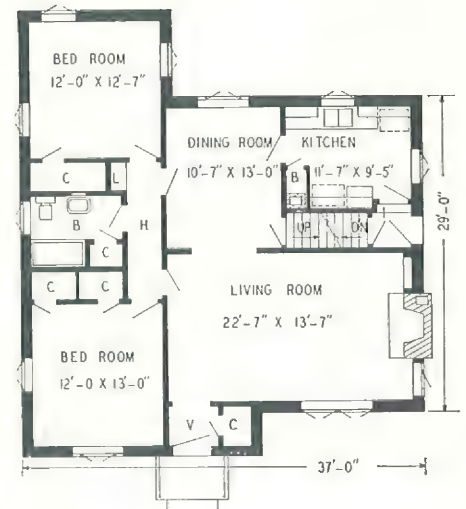 BED ROOM
12'-0" X 12'-7"
DINING ROOM
10'-7" X 13'-0"
KITCHEN
11'-7" X 9'-5"
C
L
B
B
H
C
UP
DN
29'-0"
C
C
LIVING ROOM
22'-7" X 13'-7"
BED ROOM
12'-0 X 13'-0"
V
C
37'-0"